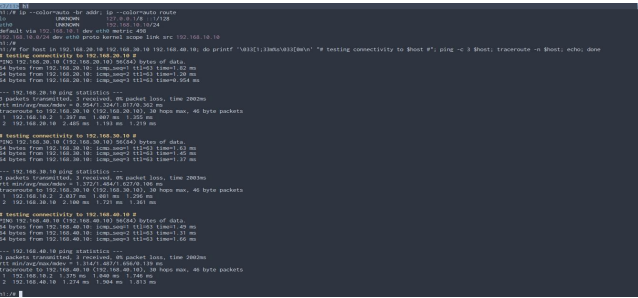 h1:/# ip --color=auto -br addr; ip --color=auto route
lo UNKNOWN 127.0.0.1/8 ::1/128
eth0 UNKNOWN 192.168.10.10/24
default via 192.168.10.1 dev eth0 metric 450
192.168.10.0/24 dev eth0 proto kernel scope link src 192.168.10.10
h1:/#
h1:/# for host in 192.168.20.10 192.168.30.10 192.168.40.10; do printf '\033[1;33m%s\033[0m\n' "# testing connectivity to $host #"; ping -c 3 $host; traceroute -n $host; echo; done
# testing connectivity to 192.168.20.10 #
PING 192.168.20.10 (192.168.20.10) 56(84) bytes of data.
64 bytes from 192.168.20.10: icmp_seq=1 ttl=63 time=1.82 ms
64 bytes from 192.168.20.10: icmp_seq=2 ttl=63 time=1.20 ms
64 bytes from 192.168.20.10: icmp_seq=3 ttl=63 time=0.954 ms
--- 192.168.20.10 ping statistics ---
3 packets transmitted, 3 received, 0% packet loss, time 2002ms
rtt min/avg/max/mdev = 0.954/1.324/1.817/0.362 ms
traceroute to 192.168.20.10 (192.168.20.10), 30 hops max, 46 byte packets
1 192.168.10.2 1.397 ms 1.007 ms 1.355 ms
2 192.168.20.10 2.485 ms 1.193 ms 1.219 ms
# testing connectivity to 192.168.30.10 #
PING 192.168.30.10 (192.168.30.10) 56(84) bytes of data.
64 bytes from 192.168.30.10: icmp_seq=1 ttl=63 time=1.63 ms
64 bytes from 192.168.30.10: icmp_seq=2 ttl=63 time=1.45 ms
64 bytes from 192.168.30.10: icmp_seq=3 ttl=63 time=1.37 ms
--- 192.168.30.10 ping statistics ---
3 packets transmitted, 3 received, 0% packet loss, time 2003ms
rtt min/avg/max/mdev = 1.372/1.484/1.627/0.106 ms
traceroute to 192.168.30.10 (192.168.30.10), 30 hops max, 46 byte packets
1 192.168.10.2 2.037 ms 1.001 ms 1.296 ms
2 192.168.30.10 2.100 ms 1.721 ms 1.361 ms
# testing connectivity to 192.168.40.10 #
PING 192.168.40.10 (192.168.40.10) 56(84) bytes of data.
64 bytes from 192.168.40.10: icmp_seq=1 ttl=63 time=1.49 ms
64 bytes from 192.168.40.10: icmp_seq=2 ttl=63 time=1.31 ms
64 bytes from 192.168.40.10: icmp_seq=3 ttl=63 time=1.66 ms
--- 192.168.40.10 ping statistics ---
3 packets transmitted, 3 received, 0% packet loss, time 2002ms
rtt min/avg/max/mdev = 1.314/1.487/1.656/0.139 ms
traceroute to 192.168.40.10 (192.168.40.10), 30 hops max, 46 byte packets
1 192.168.10.2 1.375 ms 1.040 ms 1.746 ms
2 192.168.40.10 1.274 ms 1.904 ms 1.813 ms
h1:/#